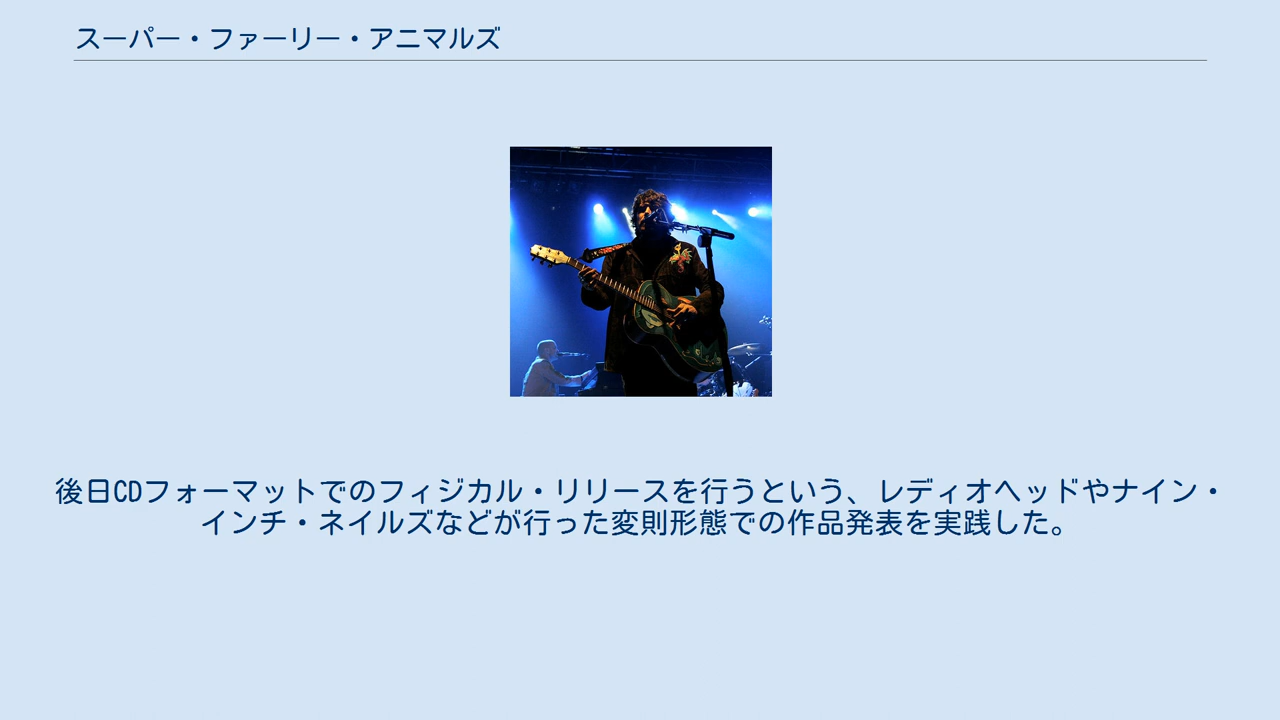 スーパー・ファーリー・アニマルズ
後日CDフォーマットでのフィジカル・リリースを行うという、レディオヘッドやナイン・
インチ・ネイルズなどが行った変則形態での作品発表を実践した。